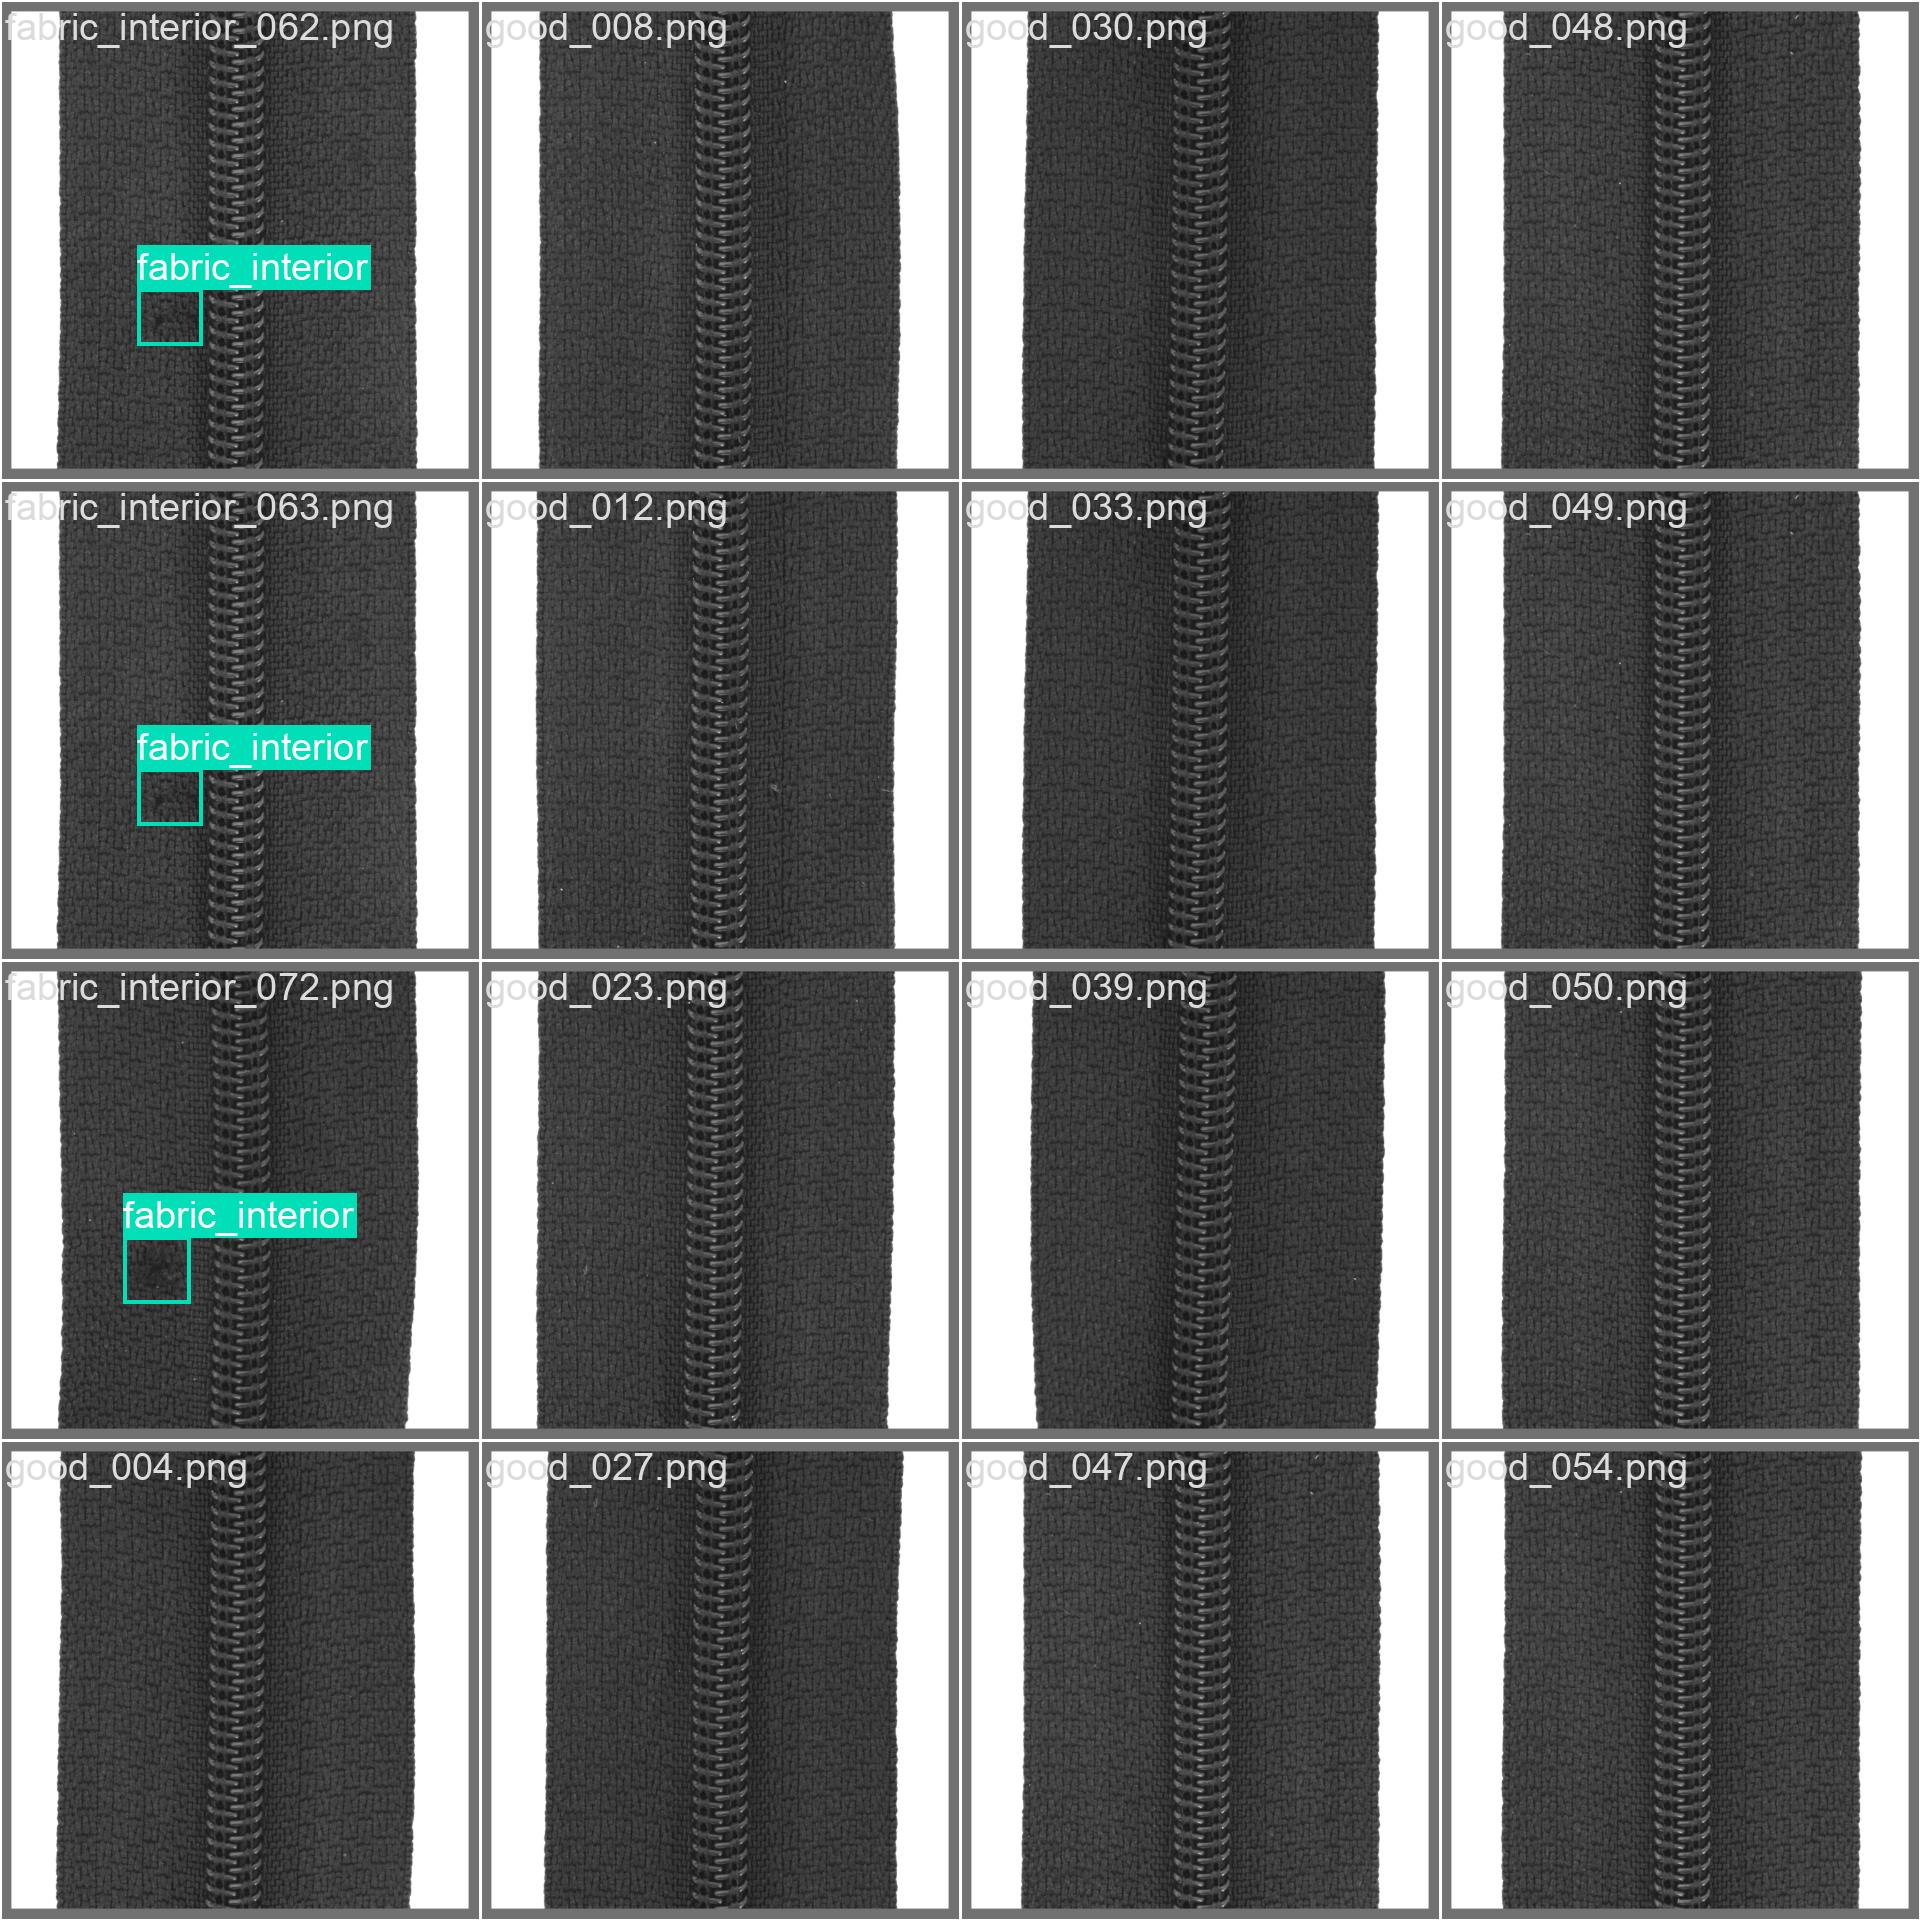 fabric_interior_062.png
good_008.png
good_030.png
good_048.png
fabric_interior
fabric_interior_063.png
good_012.png
good_033.png
good_049.png
fabric_interior
fabric_interior_072.png
good_023.png
good_039.png
good_050.png
fabric_interior
good_004.png
good_027.png
good_047.png
good_054.png